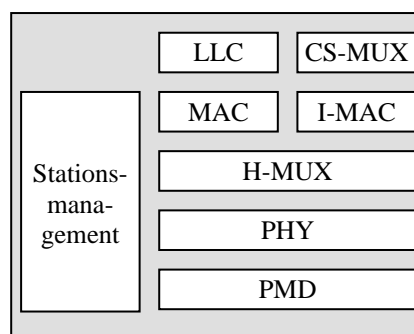 LLC CS-MUX
MAC I-MAC
Stations-
mana-
gement
H-MUX
PHY
PMD